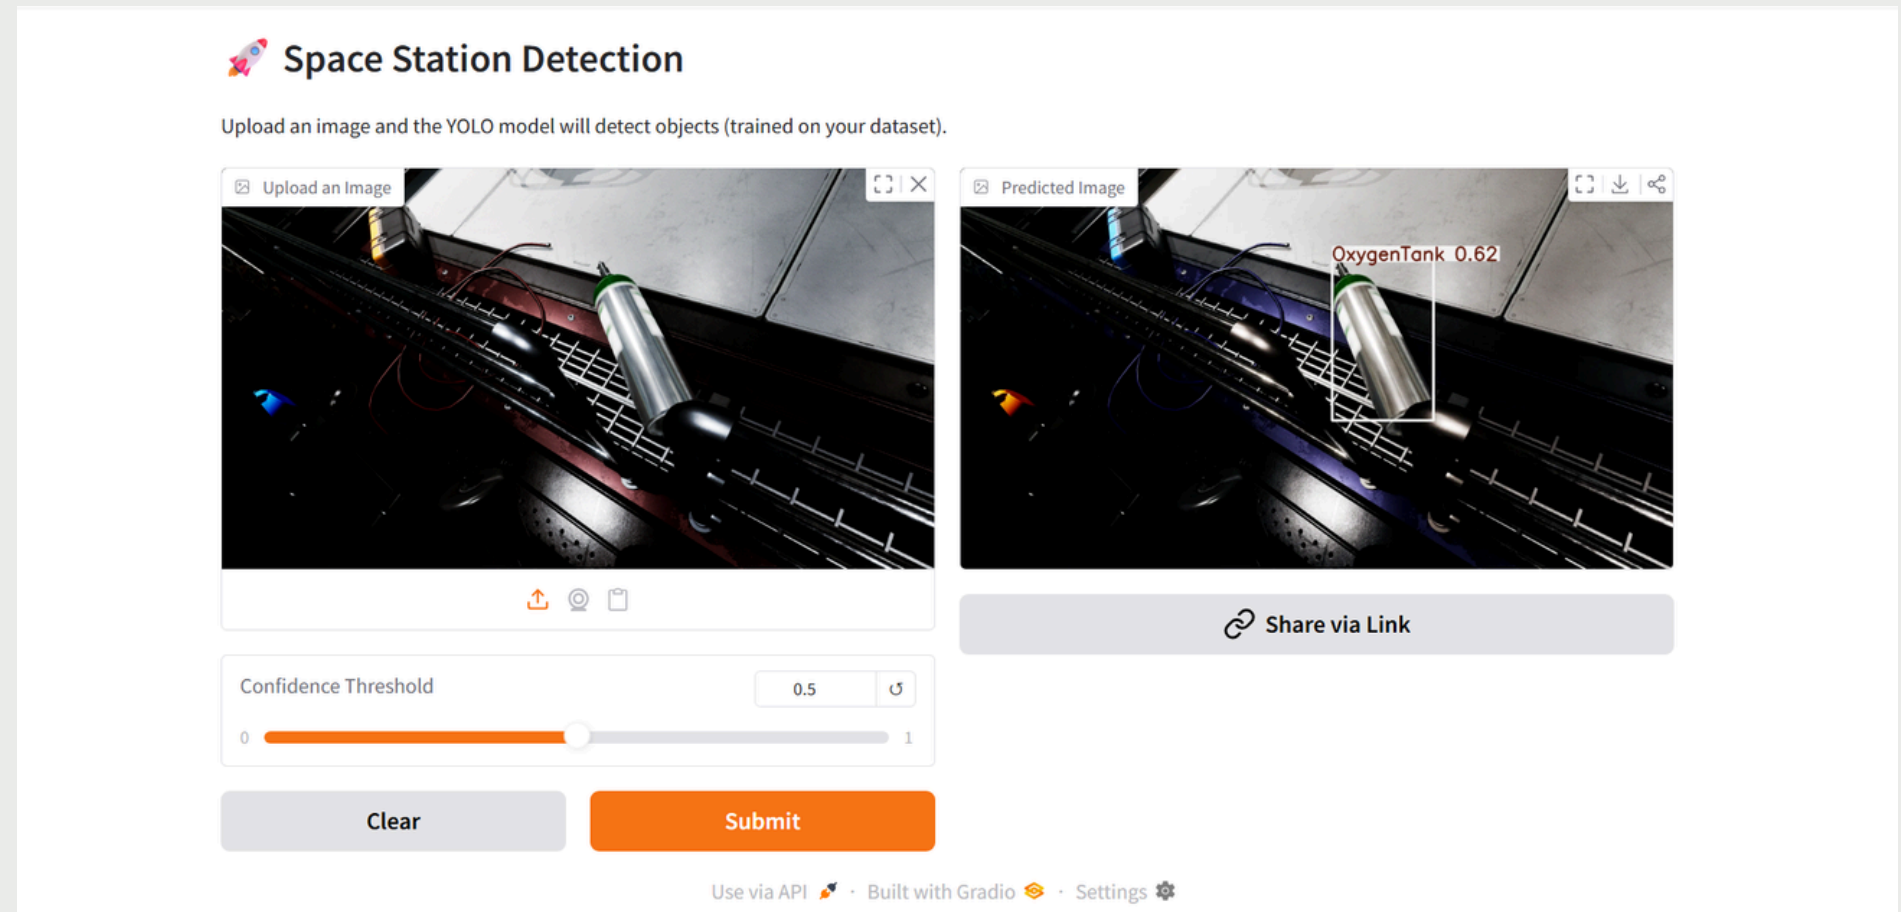 Space Station Detection
Upload an image and the YOLO model will detect objects (trained on your dataset).
Upload an Image
Predicted Image
OxygenTank 0.62
Share via Link
Confidence Threshold
0.5
0
1
Clear
Submit
Use via API · Built with Gradio · Settings